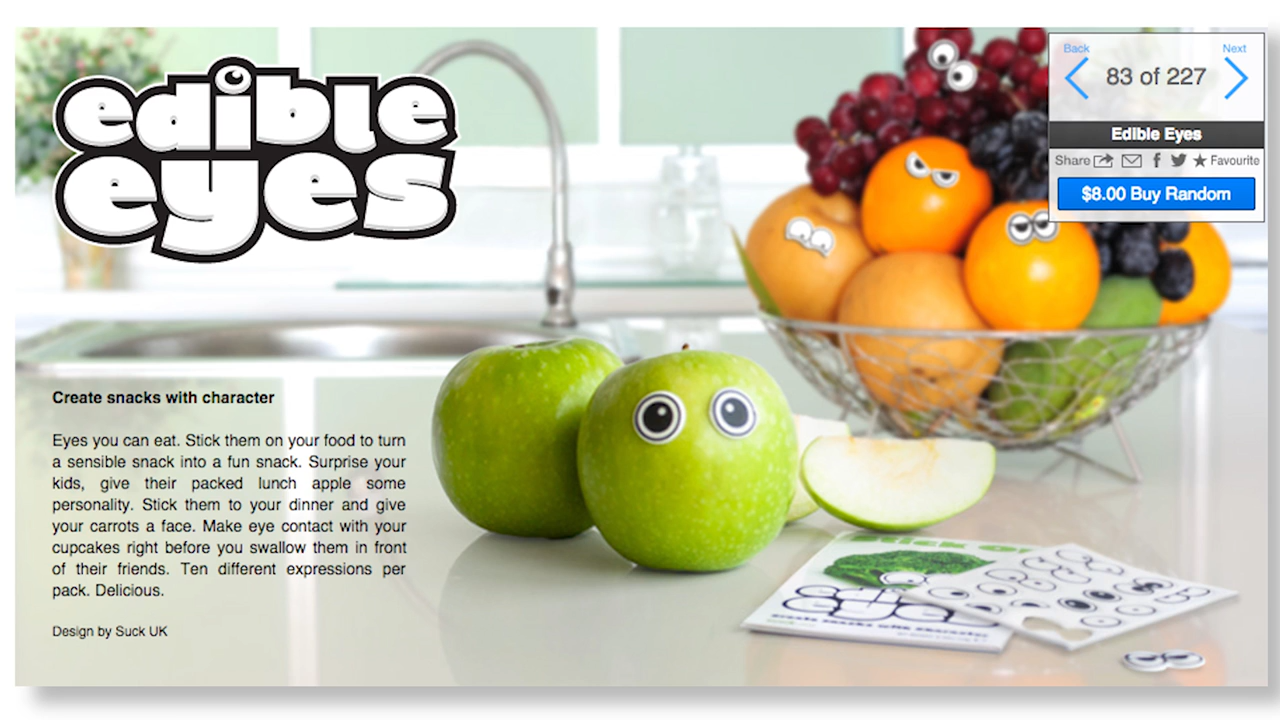 edible
eyes
Back
Next
83 of 227
Edible Eyes
Share
Favourite
$8.00 Buy Random
Create snacks with character
Eyes you can eat. Stick them on your food to turn
a sensible snack into a fun snack. Surprise your
kids, give their packed lunch apple some
personality. Stick them to your dinner and give
your carrots a face. Make eye contact with your
cupcakes right before you swallow them in front
of their friends. Ten different expressions per
pack. Delicious.
Design by Suck UK
eyes